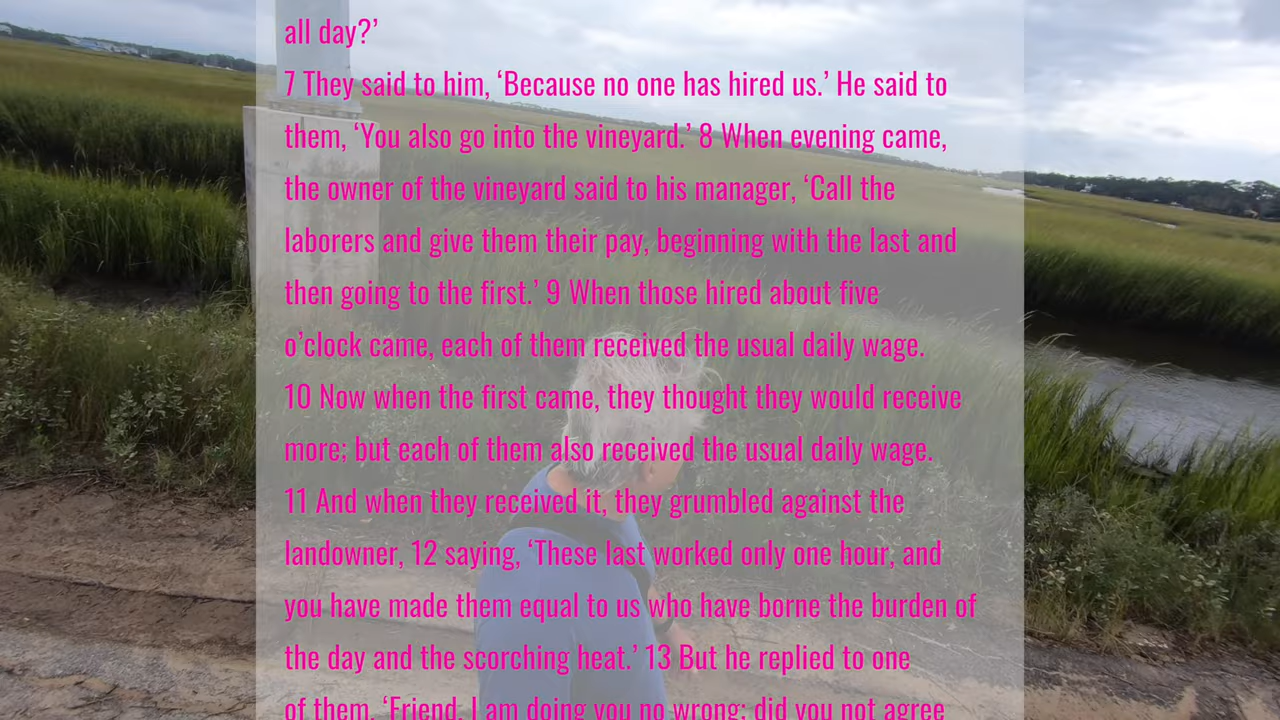 all day?’
7 They said to him, ‘Because no one has hired us.’ He said to
them, ‘You also go into the vineyard.’ 8 When evening came,
the owner of the vineyard said to his manager, ‘Call the
laborers and give them their pay, beginning with the last and
then going to the first.’ 9 When those hired about five
o’clock came, each of them received the usual daily wage.
10 Now when the first came, they thought they would receive
more; but each of them also received the usual daily wage.
11 And when they received it, they grumbled against the
landowner, 12 saying, ‘These last worked only one hour, and
you have made them equal to us who have borne the burden of
the day and the scorching heat.’ 13 But he replied to one
of them, ‘Friend, I am doing you no wrong; did you not agree